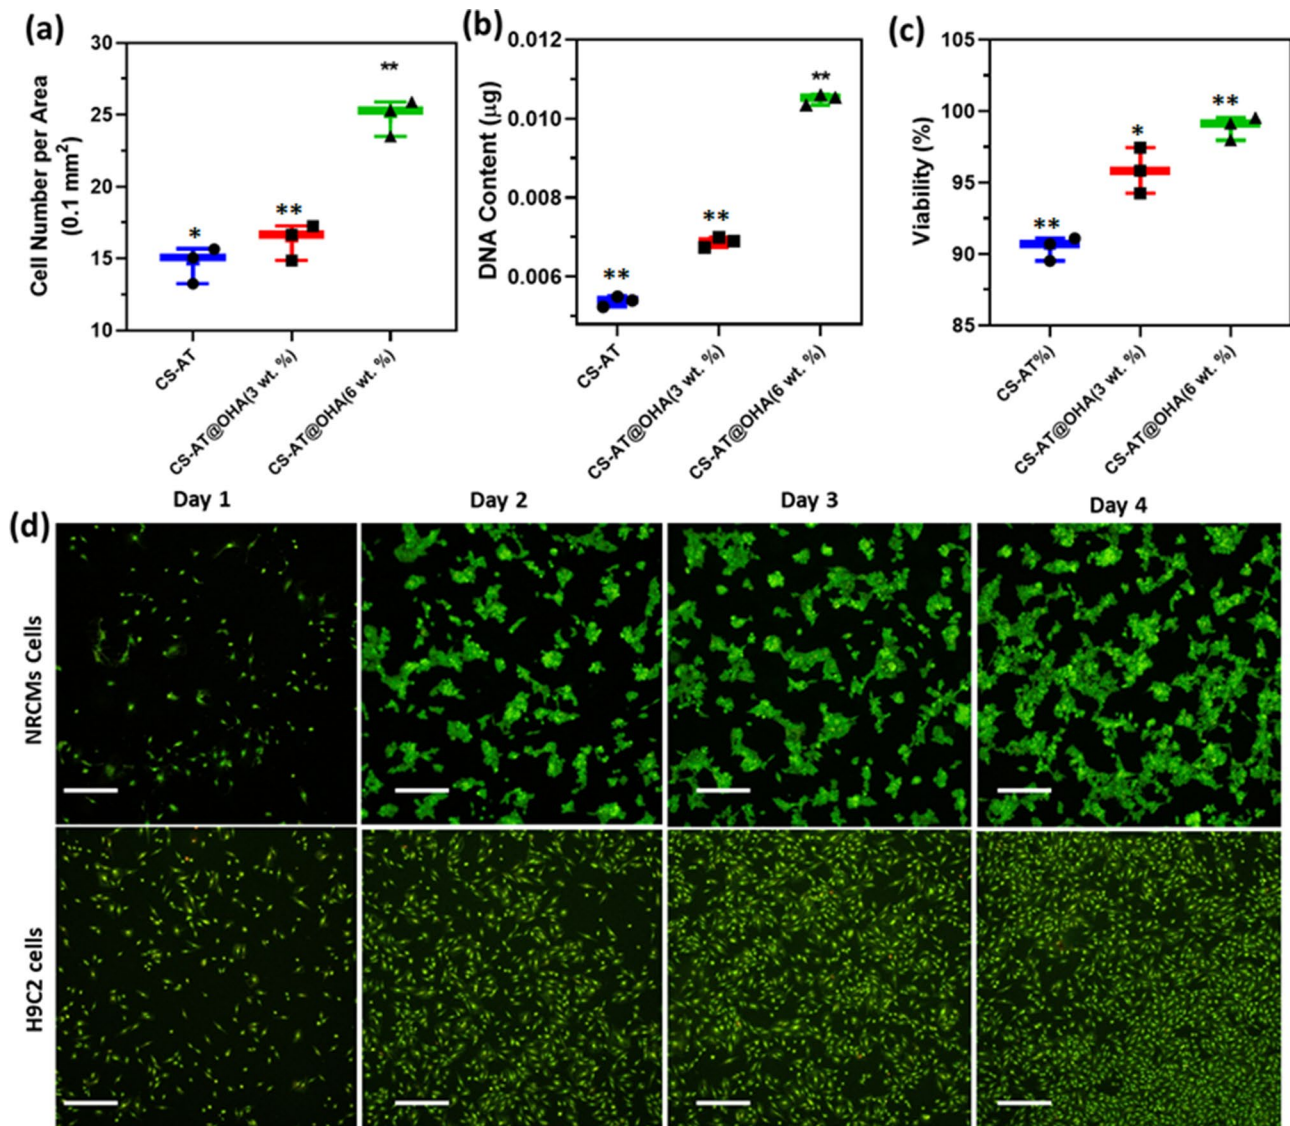 (a)
30
25
20
15
10
Cell Number per Area
(0.1 mm²)
*
**
**
CS-AT
CS-AT@OHA(3 wt. %)
CS-AT@OHA(6 wt. %)
(b)
0.012
0.010
0.008
0.006
DNA Content (µg)
**
**
**
CS-AT
CS-AT@OHA(3 wt. %)
CS-AT@OHA(6 wt. %)
(c)
105
100
95
90
85
Viability (%)
**
*
**
CS-AT%)
CS-AT@OHA(3 wt. %)
CS-AT@OHA(6 wt. %)
(d)
Day 1
Day 2
Day 3
Day 4
NRCMs Cells
H9C2 cells